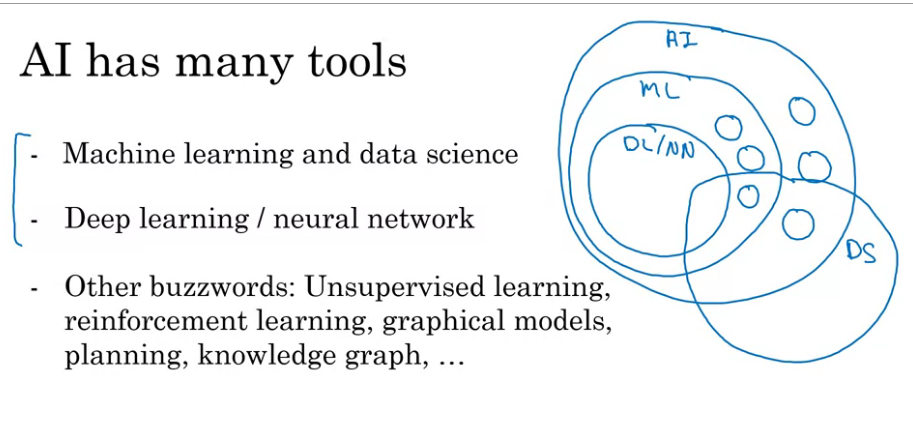 AI has many tools
- Machine learning and data science
- Deep learning / neural network
- Other buzzwords: Unsupervised learning,
reinforcement learning, graphical models,
planning, knowledge graph, ...
AI
ML
DL/NN
DS